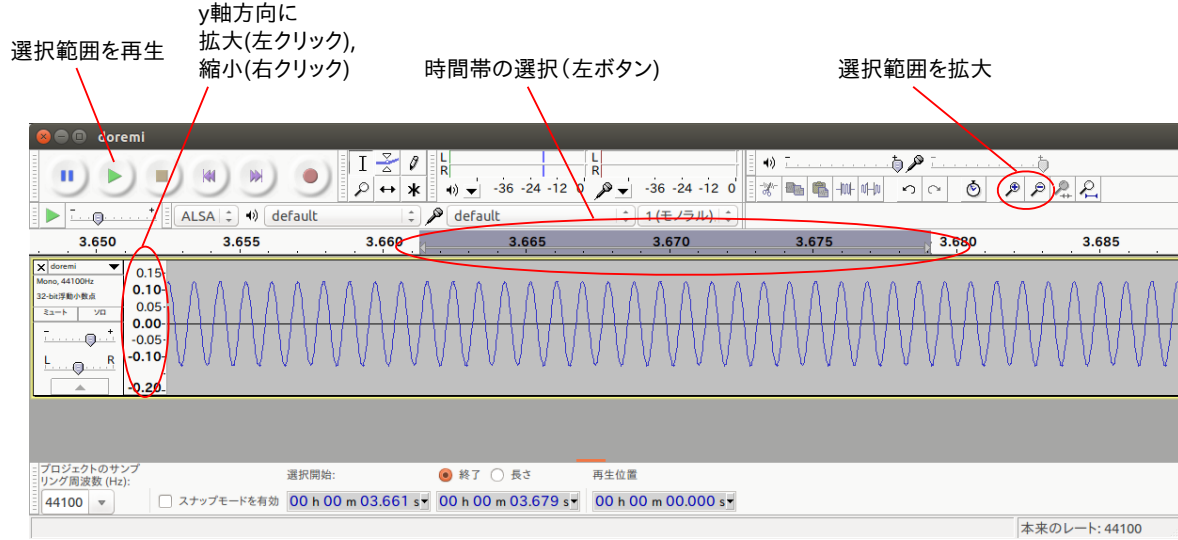 y軸方向に
拡大(左クリック),
縮小(右クリック)
選択範囲を再生
時間帯の選択（左ボタン)
選択範囲を拡大
doremi
L
R
L
R
-36 -24 -12 0
-36 -24 -12 0
ALSA
default
default
1 (モノラル)
3.650 3.655 3.660 3.665 3.670 3.675 3.680 3.685
doremi
Mono, 44100Hz
32-bit浮動小数点
ミュート ソロ
- +
L R
0.15
0.10
0.05
0.00
-0.05
-0.10
-0.20
プロジェクトのサンプ
リング周波数 (Hz):
44100
スナップモードを有効
選択開始:
終了 長さ
再生位置
00 h 00 m 03.661 s
00 h 00 m 03.679 s
00 h 00 m 00.000 s
本来のレート: 44100